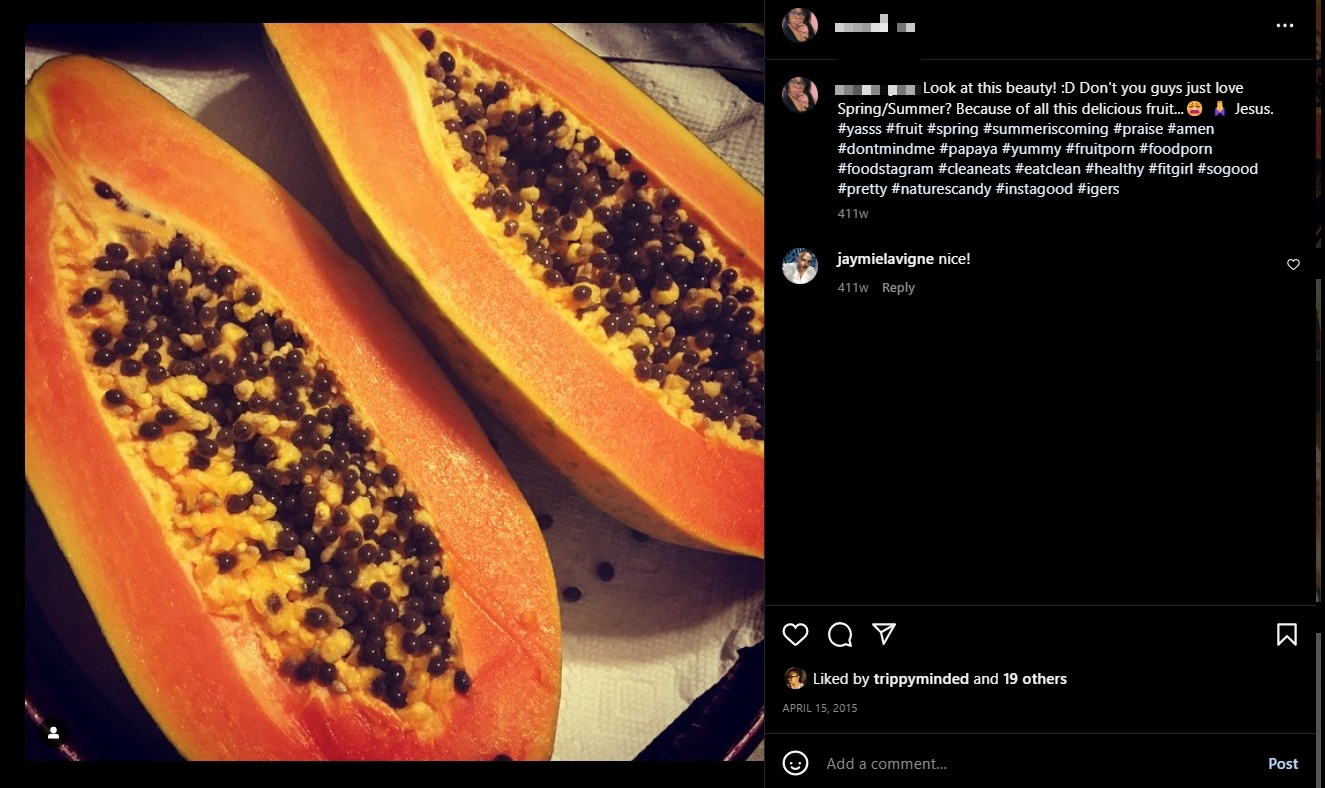 Look at this beauty! :D Don't you guys just love
Spring/Summer? Because of all this delicious fruit...😩 🙏 Jesus.
#yasss #fruit #spring #summeriscoming #praise #amen
#dontmindme #papaya #yummy #fruitporn #foodporn
#foodstagram #cleaneats #eatclean #healthy #fitgirl #sogood
#pretty #naturescandy #instagood #igers
411w
jaymielavigne nice!
411w Reply
Liked by trippyminded and 19 others
APRIL 15, 2015
Add a comment... Post